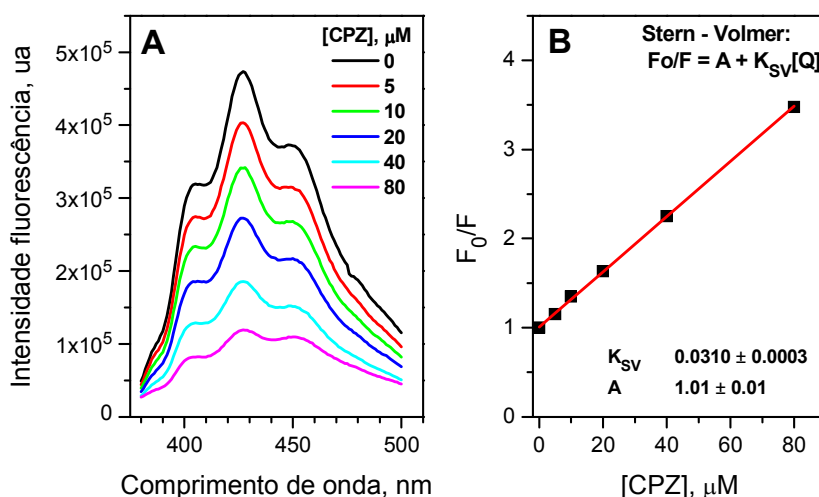 A
[CPZ], μM
0
5
10
20
40
80
5x10⁵
4x10⁵
3x10⁵
2x10⁵
1x10⁵
0
400
450
500
Intensidade fluorescência, ua
Comprimento de onda, nm
B
Stern - Volmer:
Fo/F = A + K_SV[Q]
4
3
2
1
0
0
20
40
60
80
F₀/F
K_SV 0.0310 ± 0.0003
A 1.01 ± 0.01
[CPZ], μM